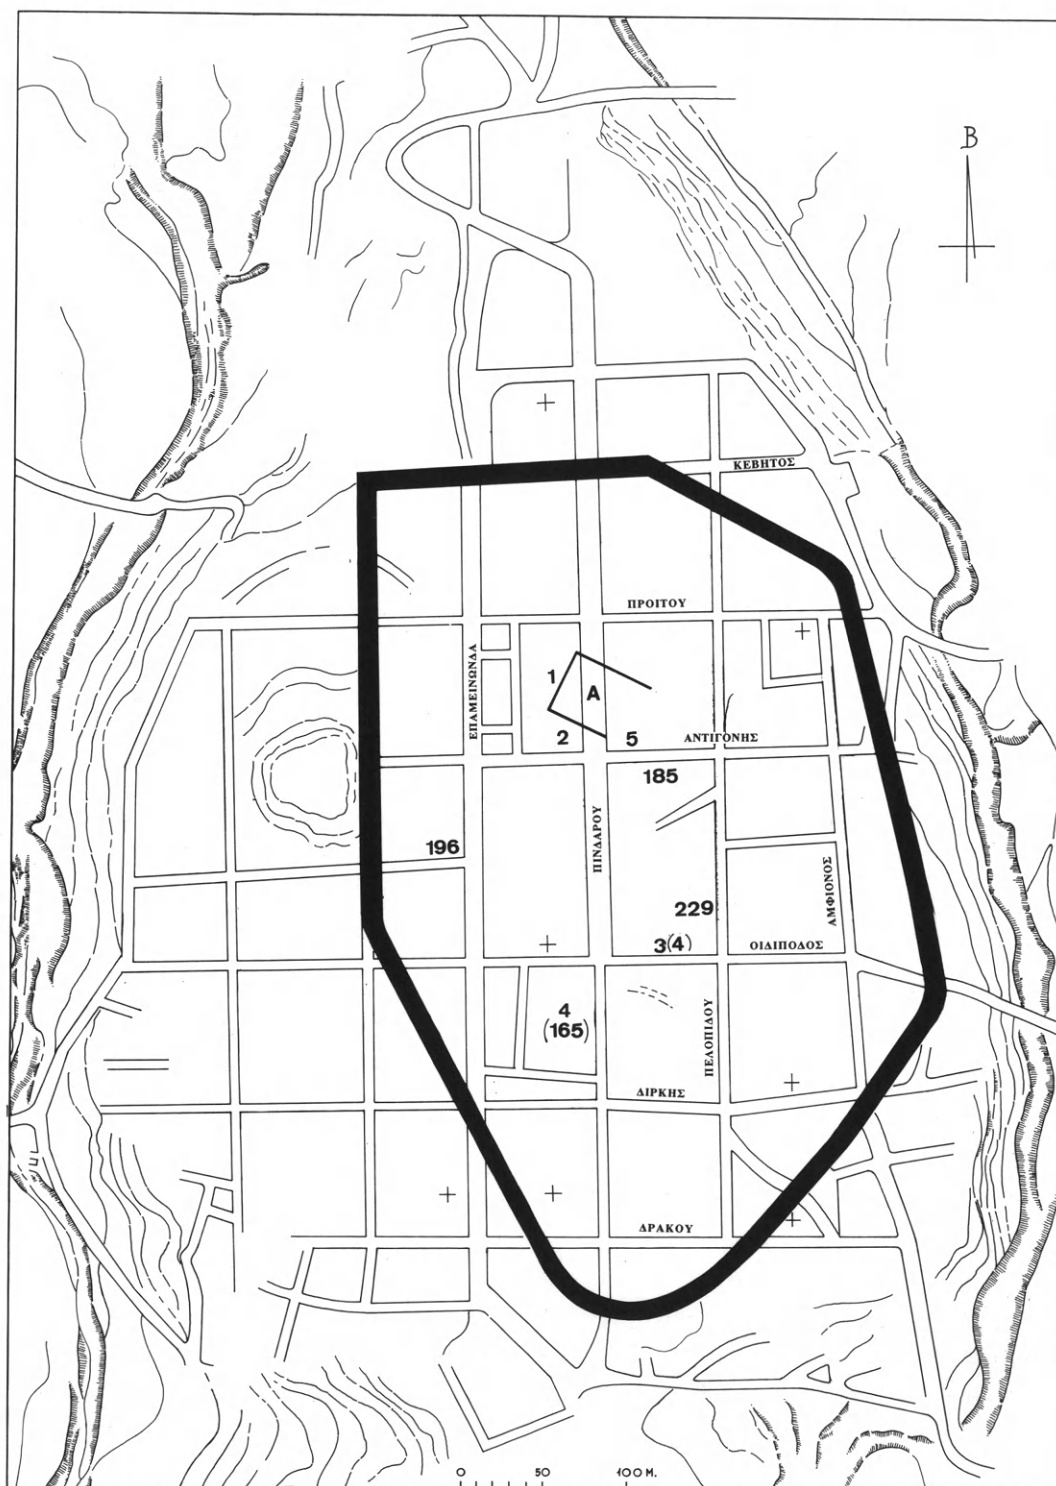 B
ΚΕΒΗΤΟΣ
ΠΡΟΙΤΟΥ
ΕΠΑΜΕΙΝΩΝΔΑ
1
A
2
5
ΑΝΤΙΓΟΝΗΣ
185
ΠΙΝΔΑΡΟΥ
196
ΑΜΦΙΟΝΟΣ
229
3(4)
ΟΙΔΙΠΟΔΟΣ
4
(165)
ΠΕΛΟΠΙΔΟΥ
ΔΙΡΚΗΣ
ΔΡΑΚΟΥ
0 50 100 M.